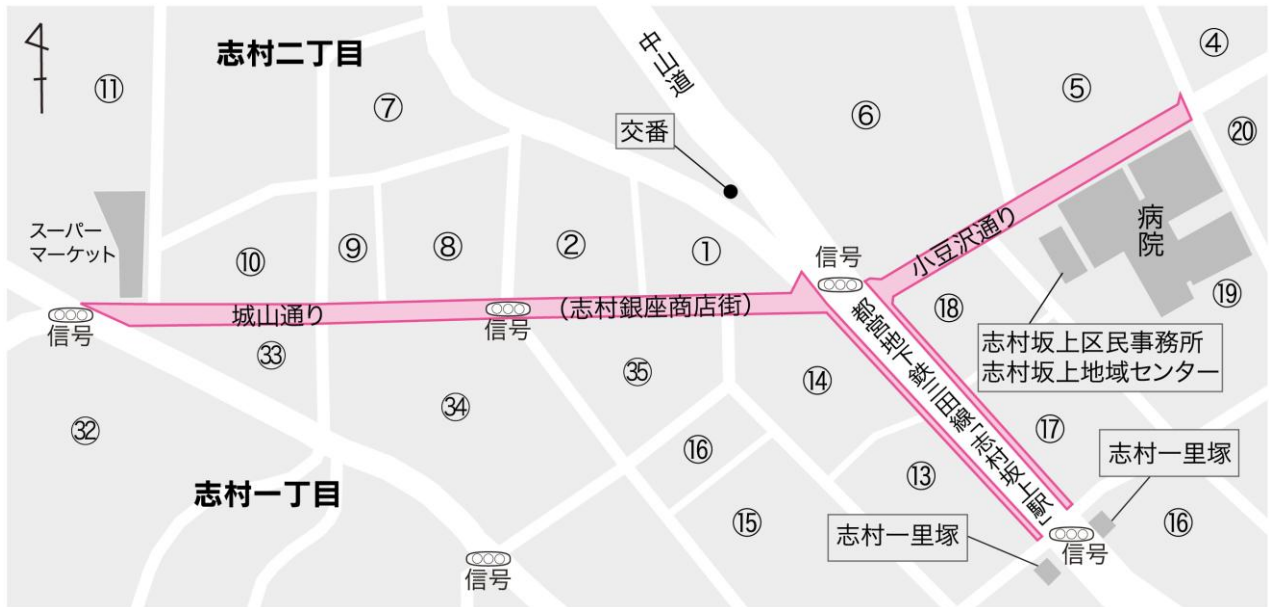 志村二丁目
⑪
⑦
中山道
交番
⑥
⑤
④
⑳
スーパー
マーケット
⑩
⑨
⑧
②
①
信号
小豆沢通り
病院
⑲
⑱
志村坂上区民事務所
志村坂上地域センター
信号
城山通り
信号
(志村銀座商店街)
都営地下鉄三田線「志村坂上駅」
㉝
㉜
㉞
㉟
⑭
⑯
⑮
⑬
⑰
志村一里塚
⑯
志村一丁目
志村一里塚
信号
信号